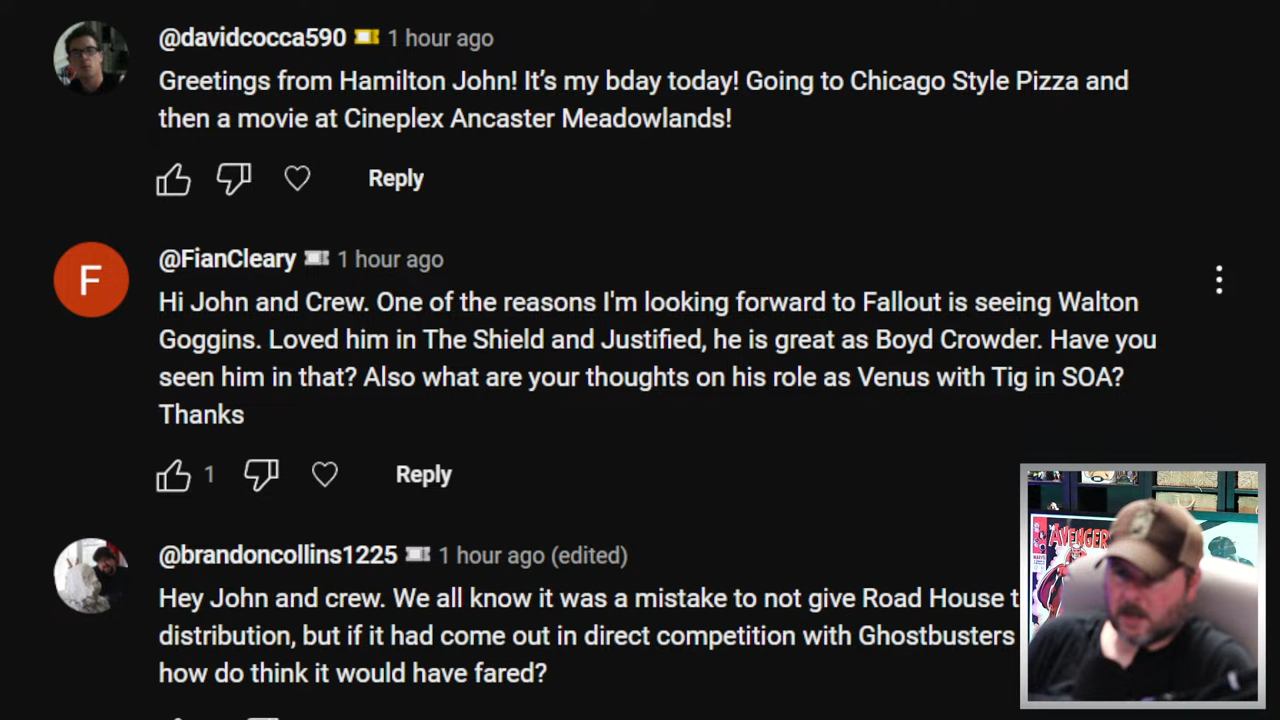 @davidcocca590 1 hour ago
Greetings from Hamilton John! It’s my bday today! Going to Chicago Style Pizza and
then a movie at Cineplex Ancaster Meadowlands!
Reply
F
@FianCleary 1 hour ago
Hi John and Crew. One of the reasons I'm looking forward to Fallout is seeing Walton
Goggins. Loved him in The Shield and Justified, he is great as Boyd Crowder. Have you
seen him in that? Also what are your thoughts on his role as Venus with Tig in SOA?
Thanks
1 Reply
@brandoncollins1225 1 hour ago (edited)
Hey John and crew. We all know it was a mistake to not give Road House t
distribution, but if it had come out in direct competition with Ghostbusters
how do think it would have fared?
AVENGER